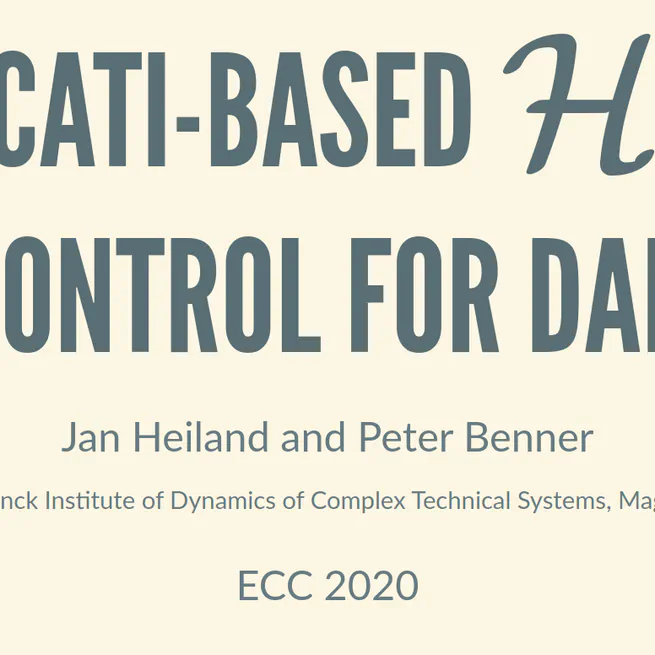 CATI-BASED ℋ
ONTROL FOR DA
Jan Heiland and Peter Benner
nck Institute of Dynamics of Complex Technical Systems, Mag
ECC 2020